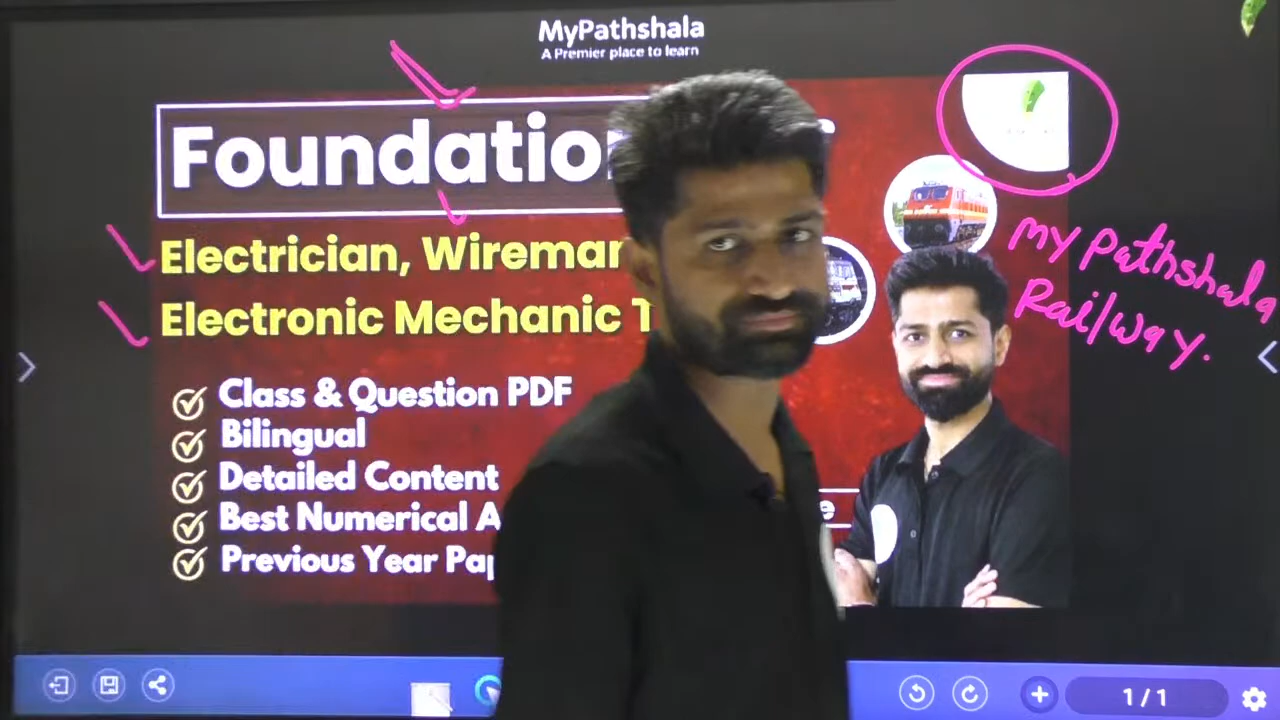 MyPathshala
A Premier place to learn
Foundation
Electrician, Wireman
Electronic Mechanic T
Class & Question PDF
Bilingual
Detailed Content
Best Numerical A
Previous Year Pap
e
My Pathshala
Railway.
1 / 1